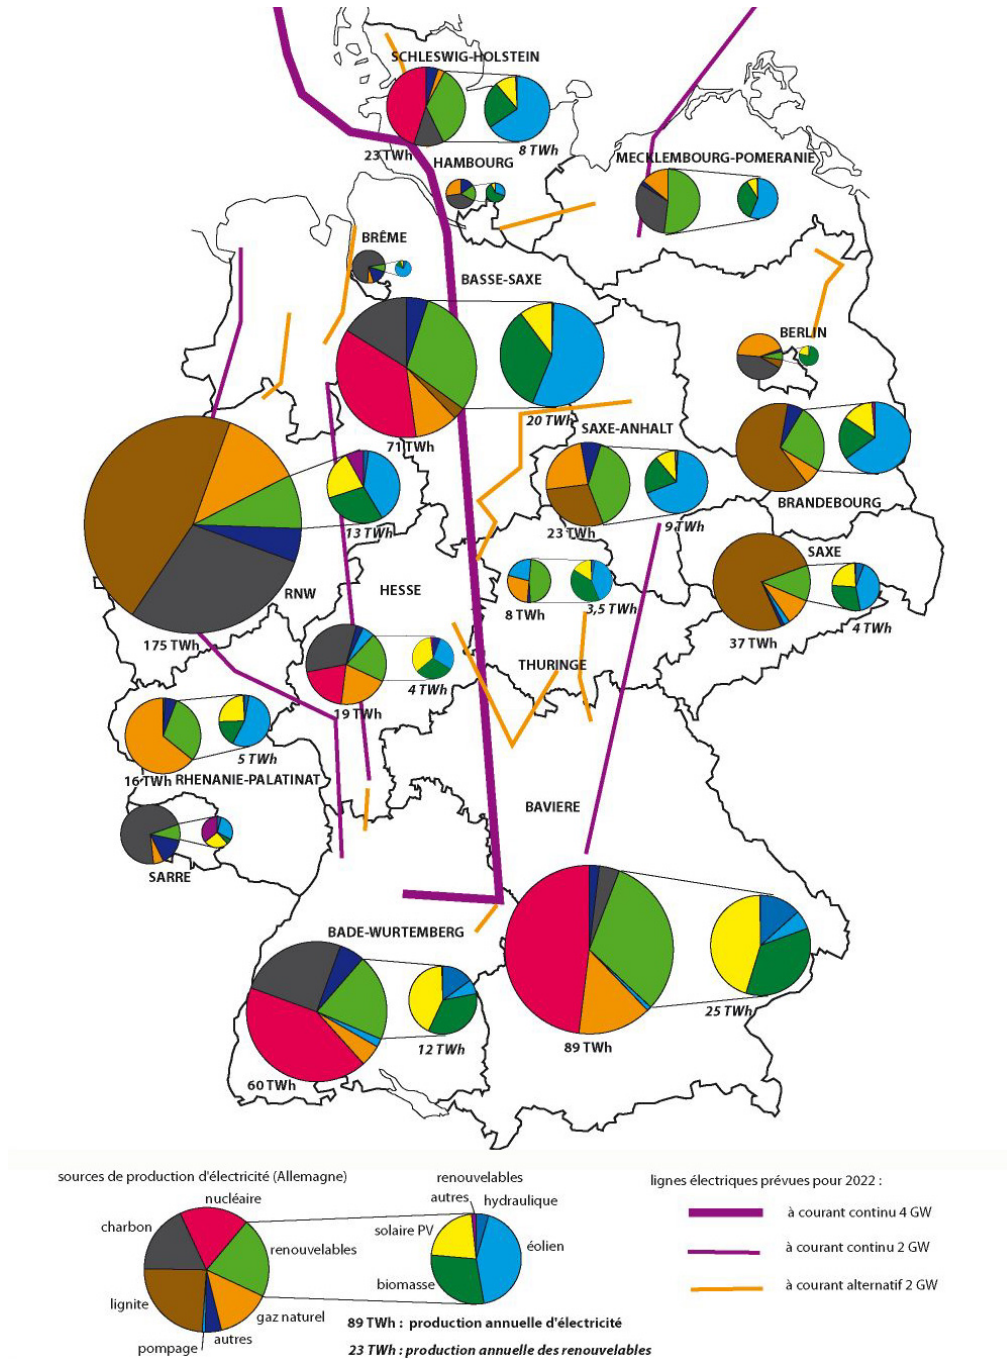 SCHLESWIG-HOLSTEIN
23 TWh
8 TWh
HAMBOURG
MECKLEMBOURG-POMERANIE
BRÊME
BASSE-SAXE
BERLIN
71 TWh
20 TWh
SAXE-ANHALT
BRANDEBOURG
13 TWh
23 TWh
9 TWh
SAXE
RNW
HESSE
8 TWh
3,5 TWh
37 TWh
4 TWh
175 TWh
THURINGE
4 TWh
19 TWh
5 TWh
16 TWh
RHENANIE-PALATINAT
BAVIERE
SARRE
BADE-WURTEMBERG
25 TWh
12 TWh
89 TWh
60 TWh
sources de production d'électricité (Allemagne)
nucléaire
charbon
renouvelables
lignite
gaz naturel
autres
pompage
renouvelables
autres
hydraulique
solaire PV
éolien
biomasse
89 TWh : production annuelle d'électricité
23 TWh : production annuelle des renouvelables
lignes électriques prévues pour 2022 :
à courant continu 4 GW
à courant continu 2 GW
à courant alternatif 2 GW